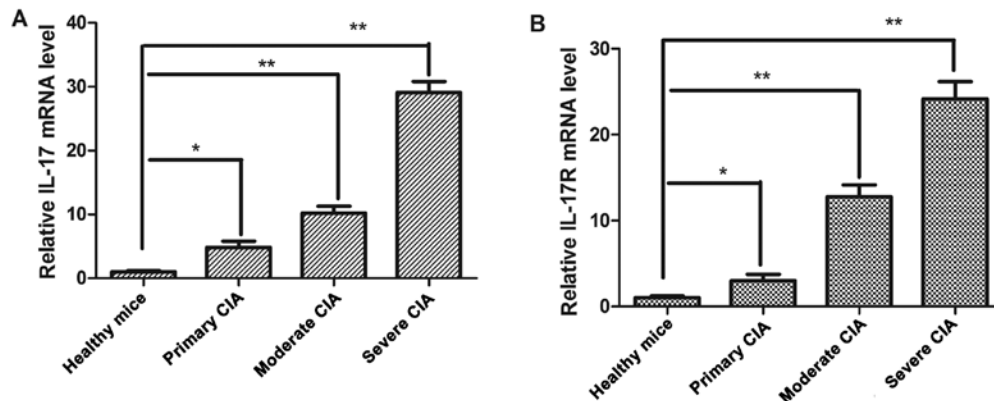 A
Relative IL-17 mRNA level
40
30
20
10
0
*
**
**
Healthy mice
Primary CIA
Moderate CIA
Severe CIA
B
Relative IL-17R mRNA level
30
20
10
0
*
**
**
Healthy mice
Primary CIA
Moderate CIA
Severe CIA